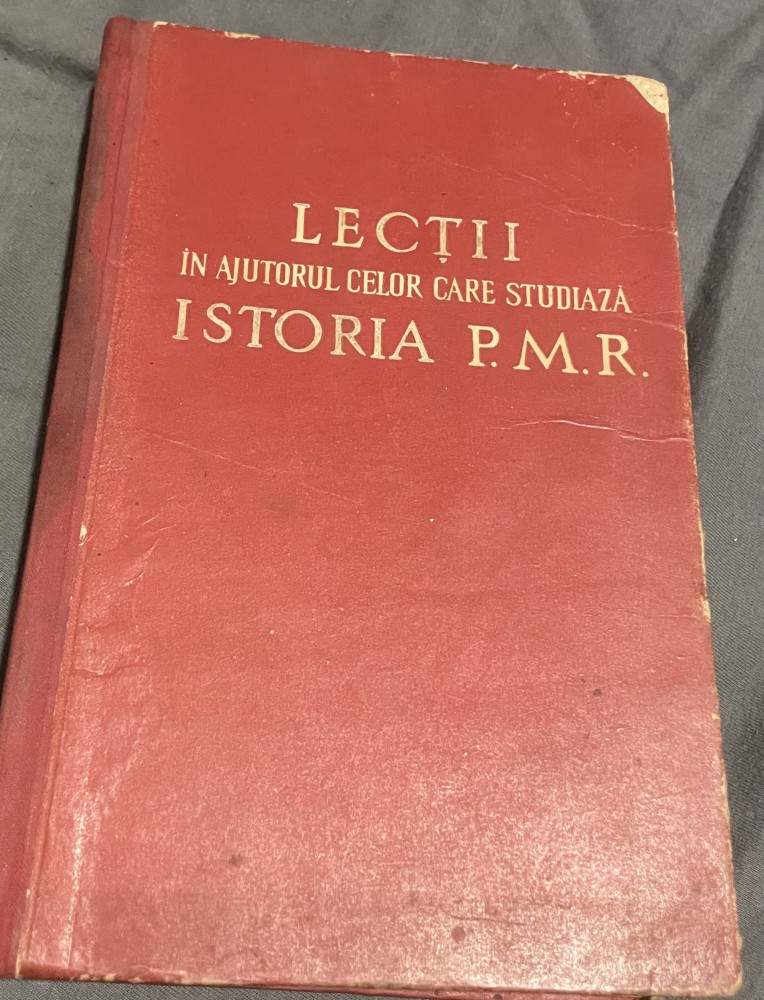 LECȚII
ÎN AJUTORUL CELOR CARE STUDIAZĂ
ISTORIA P.M.R.